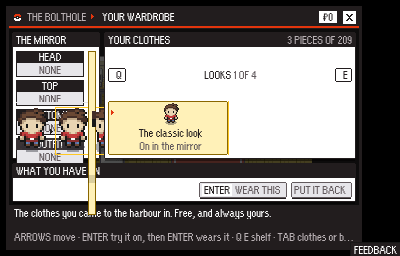 THE BOLTHOLE ▸ YOUR WARDROBE
₽0 X
THE MIRROR
HEAD
NONE
TOP
NONE
YOUR CLOTHES
3 PIECES OF 209
Q
LOOKS 1 OF 4
E
The classic look
On in the mirror
WHAT YOU HAVE
ENTER WEAR THIS
PUT IT BACK
The clothes you came to the harbour in. Free, and always yours.
ARROWS move · ENTER try it on, then ENTER wears it · Q E shelf · TAB clothes or b...
FEEDBACK